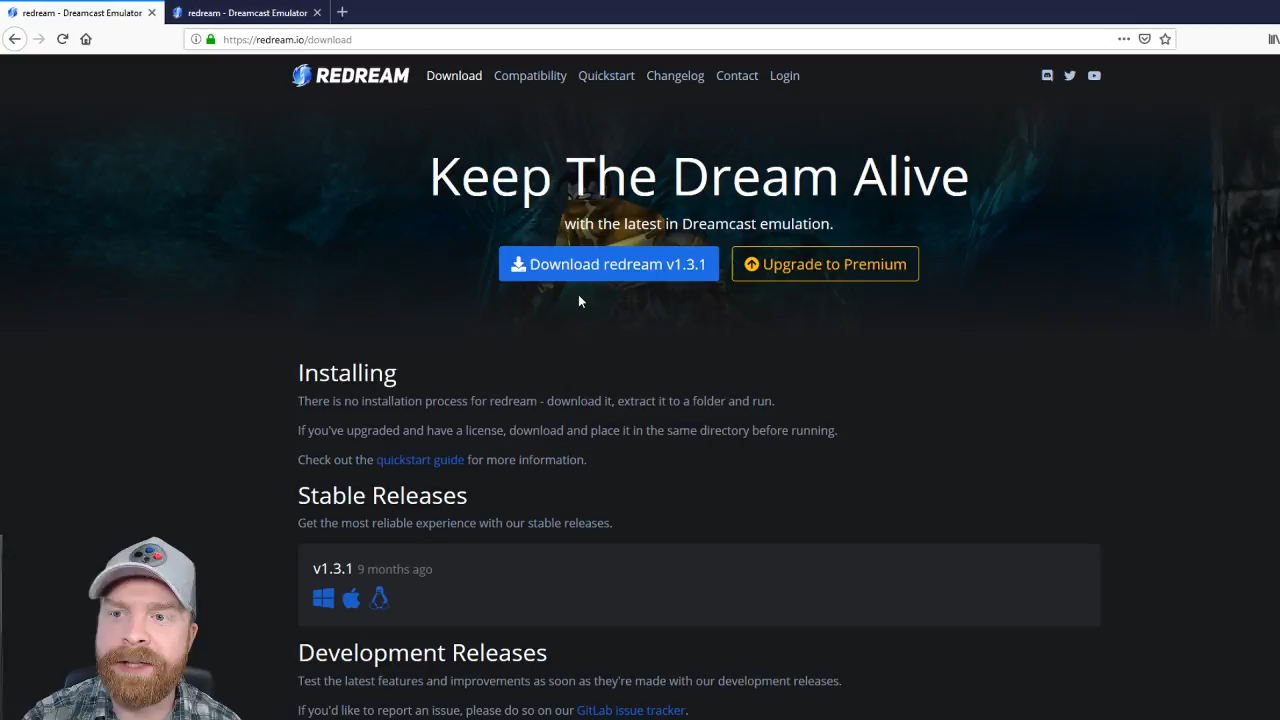 redream - Dreamcast Emulator
redream - Dreamcast Emulator
https://redream.io/download
REDREAM Download Compatibility Quickstart Changelog Contact Login
Keep The Dream Alive
with the latest in Dreamcast emulation.
Download redream v1.3.1
Upgrade to Premium
Installing
There is no installation process for redream - download it, extract it to a folder and run.
If you've upgraded and have a license, download and place it in the same directory before running.
Check out the quickstart guide for more information.
Stable Releases
Get the most reliable experience with our stable releases.
v1.3.1 9 months ago
Development Releases
Test the latest features and improvements as soon as they're made with our development releases.
If you'd like to report an issue, please do so on our GitLab issue tracker.